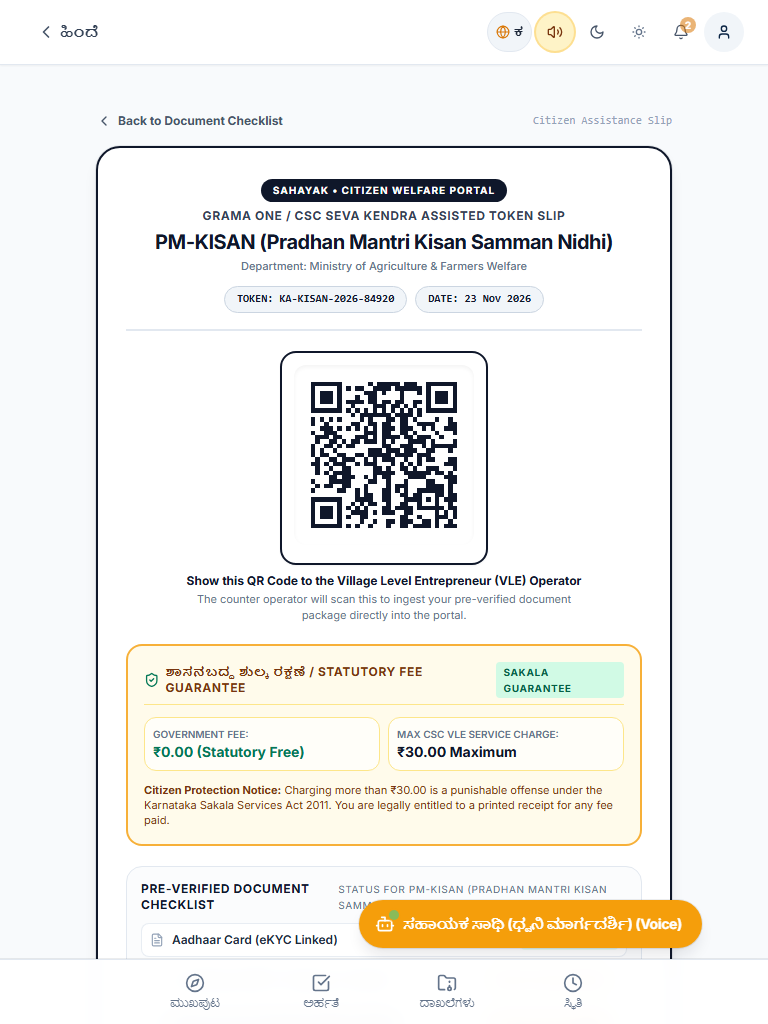 ಹಿಂದೆ
ಕ
2
Back to Document Checklist
Citizen Assistance Slip
SAHAYAK • CITIZEN WELFARE PORTAL
GRAMA ONE / CSC SEVA KENDRA ASSISTED TOKEN SLIP
PM-KISAN (Pradhan Mantri Kisan Samman Nidhi)
Department: Ministry of Agriculture & Farmers Welfare
TOKEN: KA-KISAN-2026-84920
DATE: 23 Nov 2026
Show this QR Code to the Village Level Entrepreneur (VLE) Operator
The counter operator will scan this to ingest your pre-verified document
package directly into the portal.
ಶಾಸನಬದ್ಧ ಶುಲ್ಕ ರಕ್ಷಣೆ / STATUTORY FEE
GUARANTEE
SAKALA
GUARANTEE
GOVERNMENT FEE:
₹0.00 (Statutory Free)
MAX CSC VLE SERVICE CHARGE:
₹30.00 Maximum
Citizen Protection Notice: Charging more than ₹30.00 is a punishable offense under the
Karnataka Sakala Services Act 2011. You are legally entitled to a printed receipt for any fee
paid.
PRE-VERIFIED DOCUMENT
CHECKLIST
STATUS FOR PM-KISAN (PRADHAN MANTRI KISAN
Aadhaar Card (eKYC Linked)
ಸಹಾಯಕ ಸಾಥಿ (ಧ್ವನಿ ಮಾರ್ಗದರ್ಶಿ) (Voice)
ಮುಖಪುಟ
ಅರ್ಹತೆ
ದಾಖಲೆಗಳು
ಸ್ಥಿತಿ